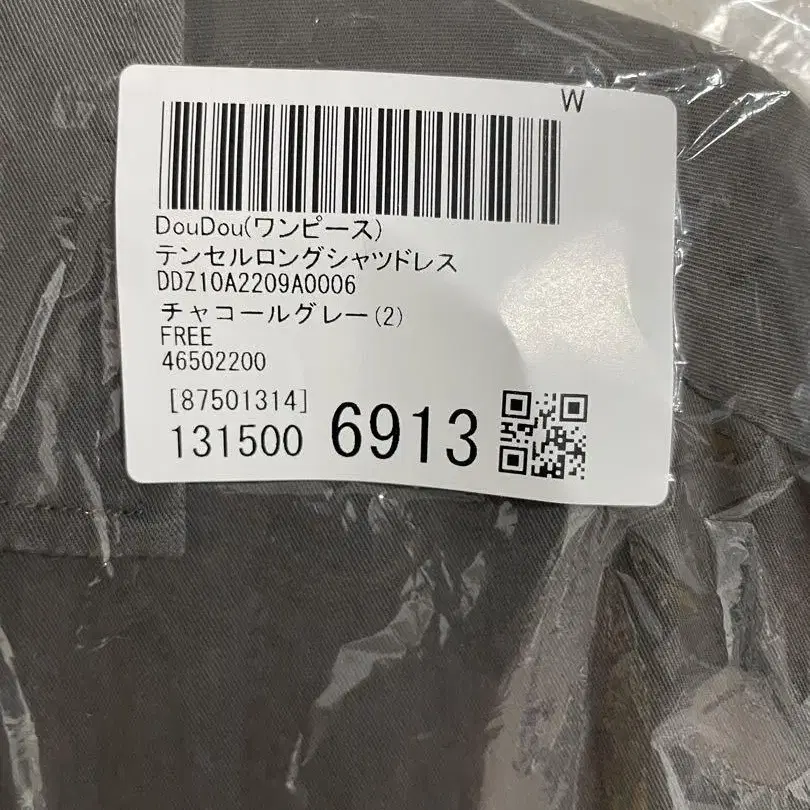 W
DouDou(ワンピース)
テンセルロングシャツドレス
DDZ10A2209A0006
チャコールグレー(2)
FREE
46502200
[87501314]
131500 6913